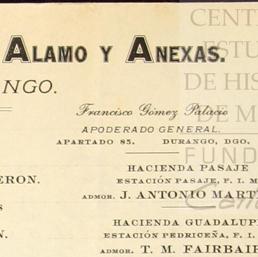 ALAMO Y ANEXAS.
NGO.
Francisco Gómez Palacio
APODERADO GENERAL.
APARTADO 85. DURANGO, DGO.
HACIENDA PASAJE
ERON. ESTACIÓN PASAJE, F. I. M
ADMOR. J. ANTONIO MART
HACIENDA GUADALUP
N. ESTACIÓN PEDRICEÑA, F. I.
ADMOR. T. M. FAIRBAI
CENT
ESTU
DE HIS
DE M
FUND